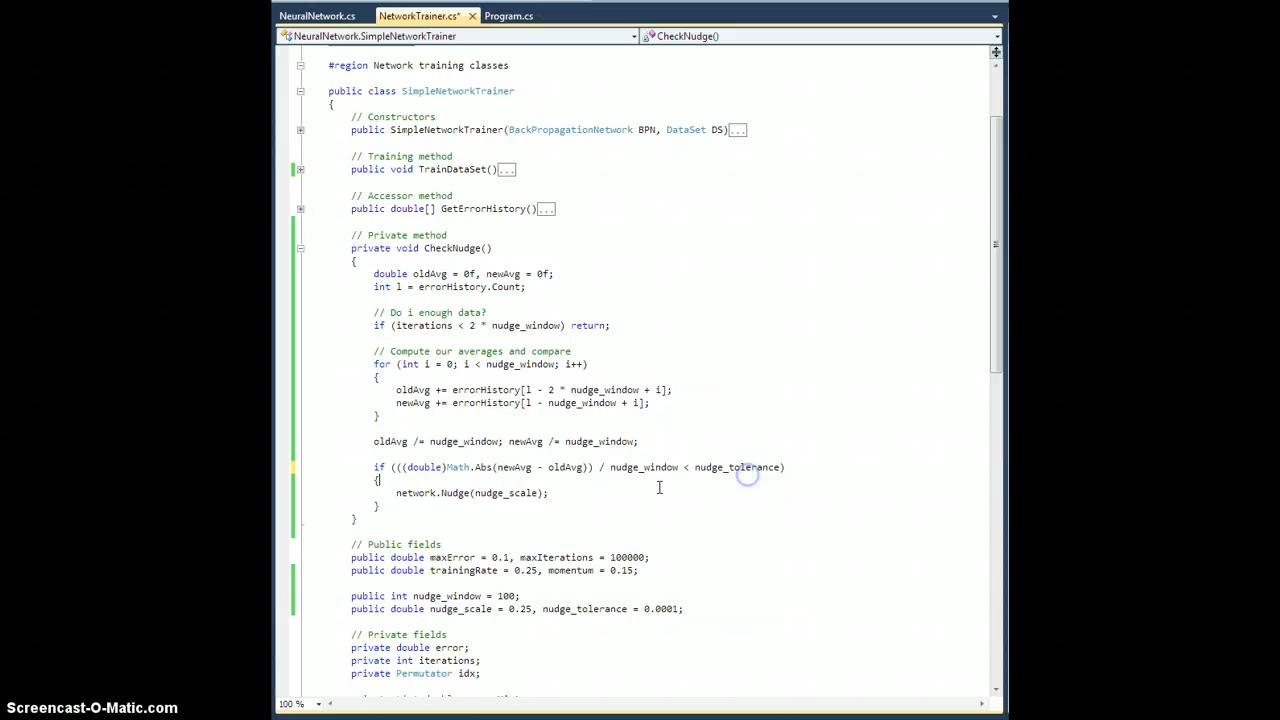 NeuralNetwork.cs NetworkTrainer.cs* Program.cs
NeuralNetwork.SimpleNetworkTrainer CheckNudge()
#region Network training classes
public class SimpleNetworkTrainer
{
// Constructors
public SimpleNetworkTrainer(BackPropagationNetwork BPN, DataSet DS)...
// Training method
public void TrainDataSet()...
// Accessor method
public double[] GetErrorHistory()...
// Private method
private void CheckNudge()
{
double oldAvg = 0f, newAvg = 0f;
int l = errorHistory.Count;
// Do i enough data?
if (iterations < 2 * nudge_window) return;
// Compute our averages and compare
for (int i = 0; i < nudge_window; i++)
{
oldAvg += errorHistory[l - 2 * nudge_window + i];
newAvg += errorHistory[l - nudge_window + i];
}
oldAvg /= nudge_window; newAvg /= nudge_window;
if (((double)Math.Abs(newAvg - oldAvg)) / nudge_window < nudge_tolerance)
{
network.Nudge(nudge_scale);
}
}
// Public fields
public double maxError = 0.1, maxIterations = 100000;
public double trainingRate = 0.25, momentum = 0.15;
public int nudge_window = 100;
public double nudge_scale = 0.25, nudge_tolerance = 0.0001;
// Private fields
private double error;
private int iterations;
private Permutator idx;
100 %
Screencast-O-Matic.com